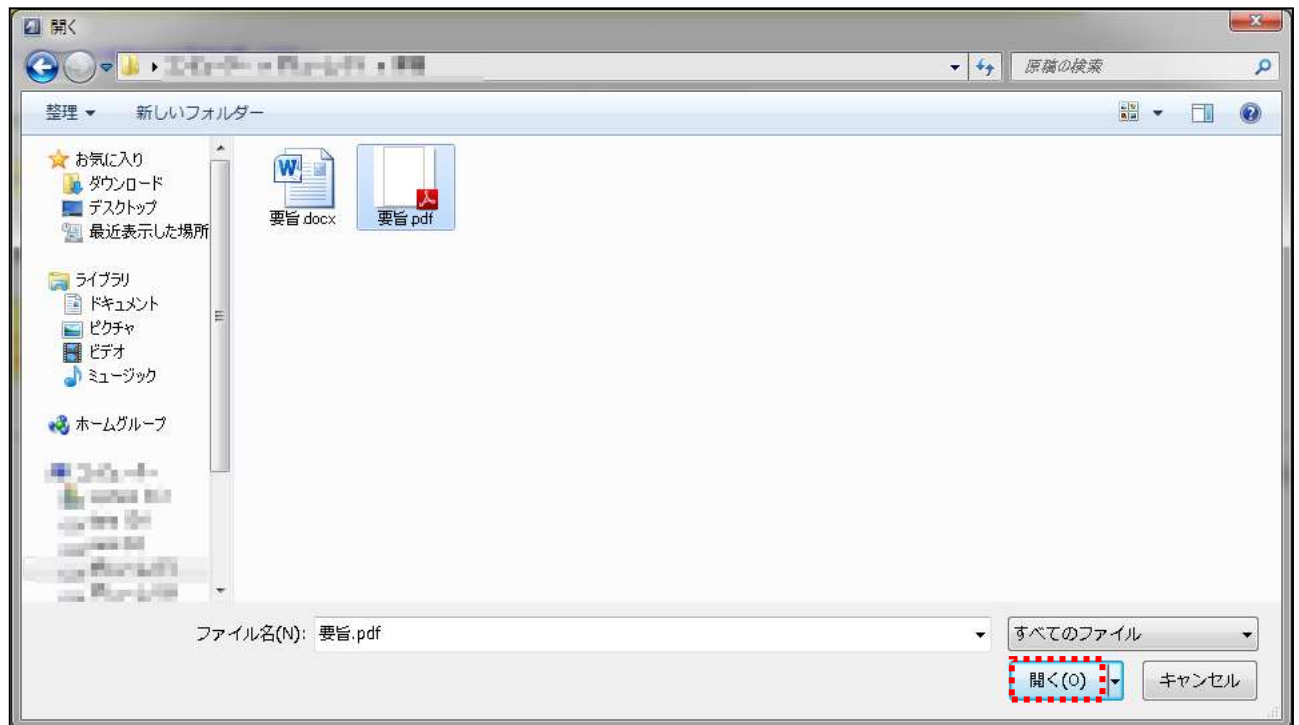 開く
原稿の検索
整理
新しいフォルダー
お気に入り
ダウンロード
デスクトップ
最近表示した場所
ライブラリ
ドキュメント
ピクチャ
ビデオ
ミュージック
ホームグループ
要旨.docx
要旨.pdf
ファイル名(N): 要旨.pdf
すべてのファイル
開く(O)
キャンセル